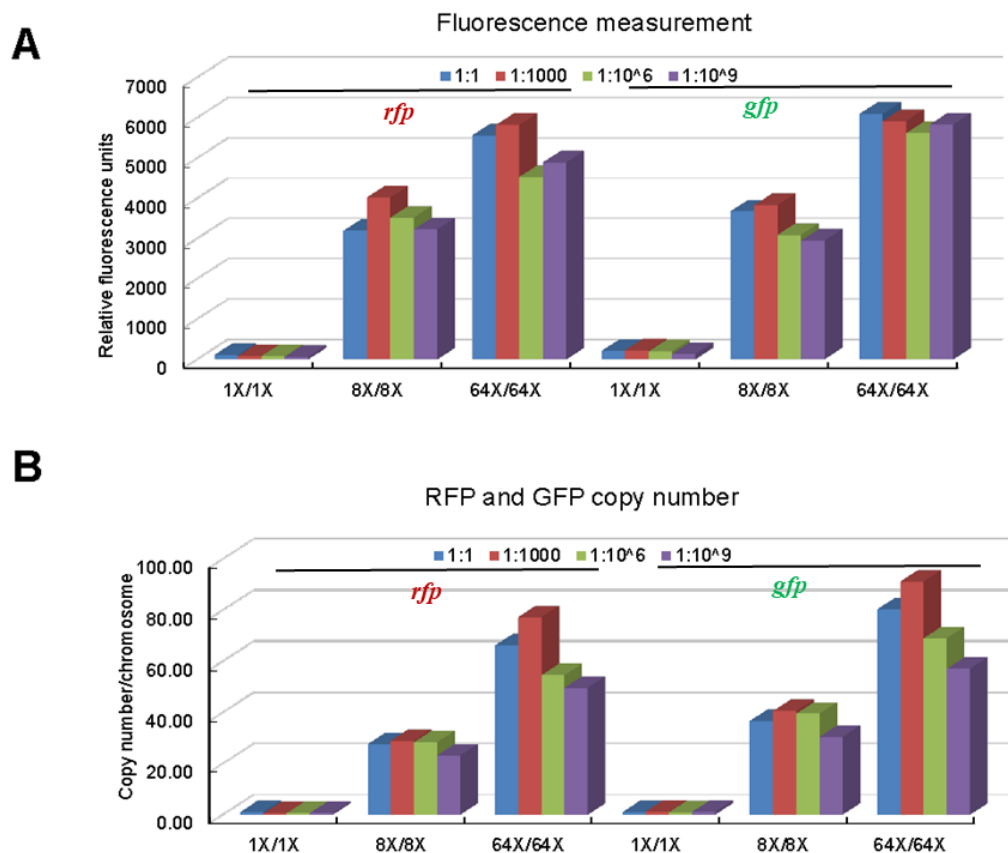 A
Fluorescence measurement
1:1 1:1000 1:10^6 1:10^9
rfp
gfp
Relative fluorescence units
7000
6000
5000
4000
3000
2000
1000
0
1X/1X 8X/8X 64X/64X 1X/1X 8X/8X 64X/64X
B
RFP and GFP copy number
1:1 1:1000 1:10^6 1:10^9
rfp
gfp
Copy number/chromosome
100.00
80.00
60.00
40.00
20.00
0.00
1X/1X 8X/8X 64X/64X 1X/1X 8X/8X 64X/64X